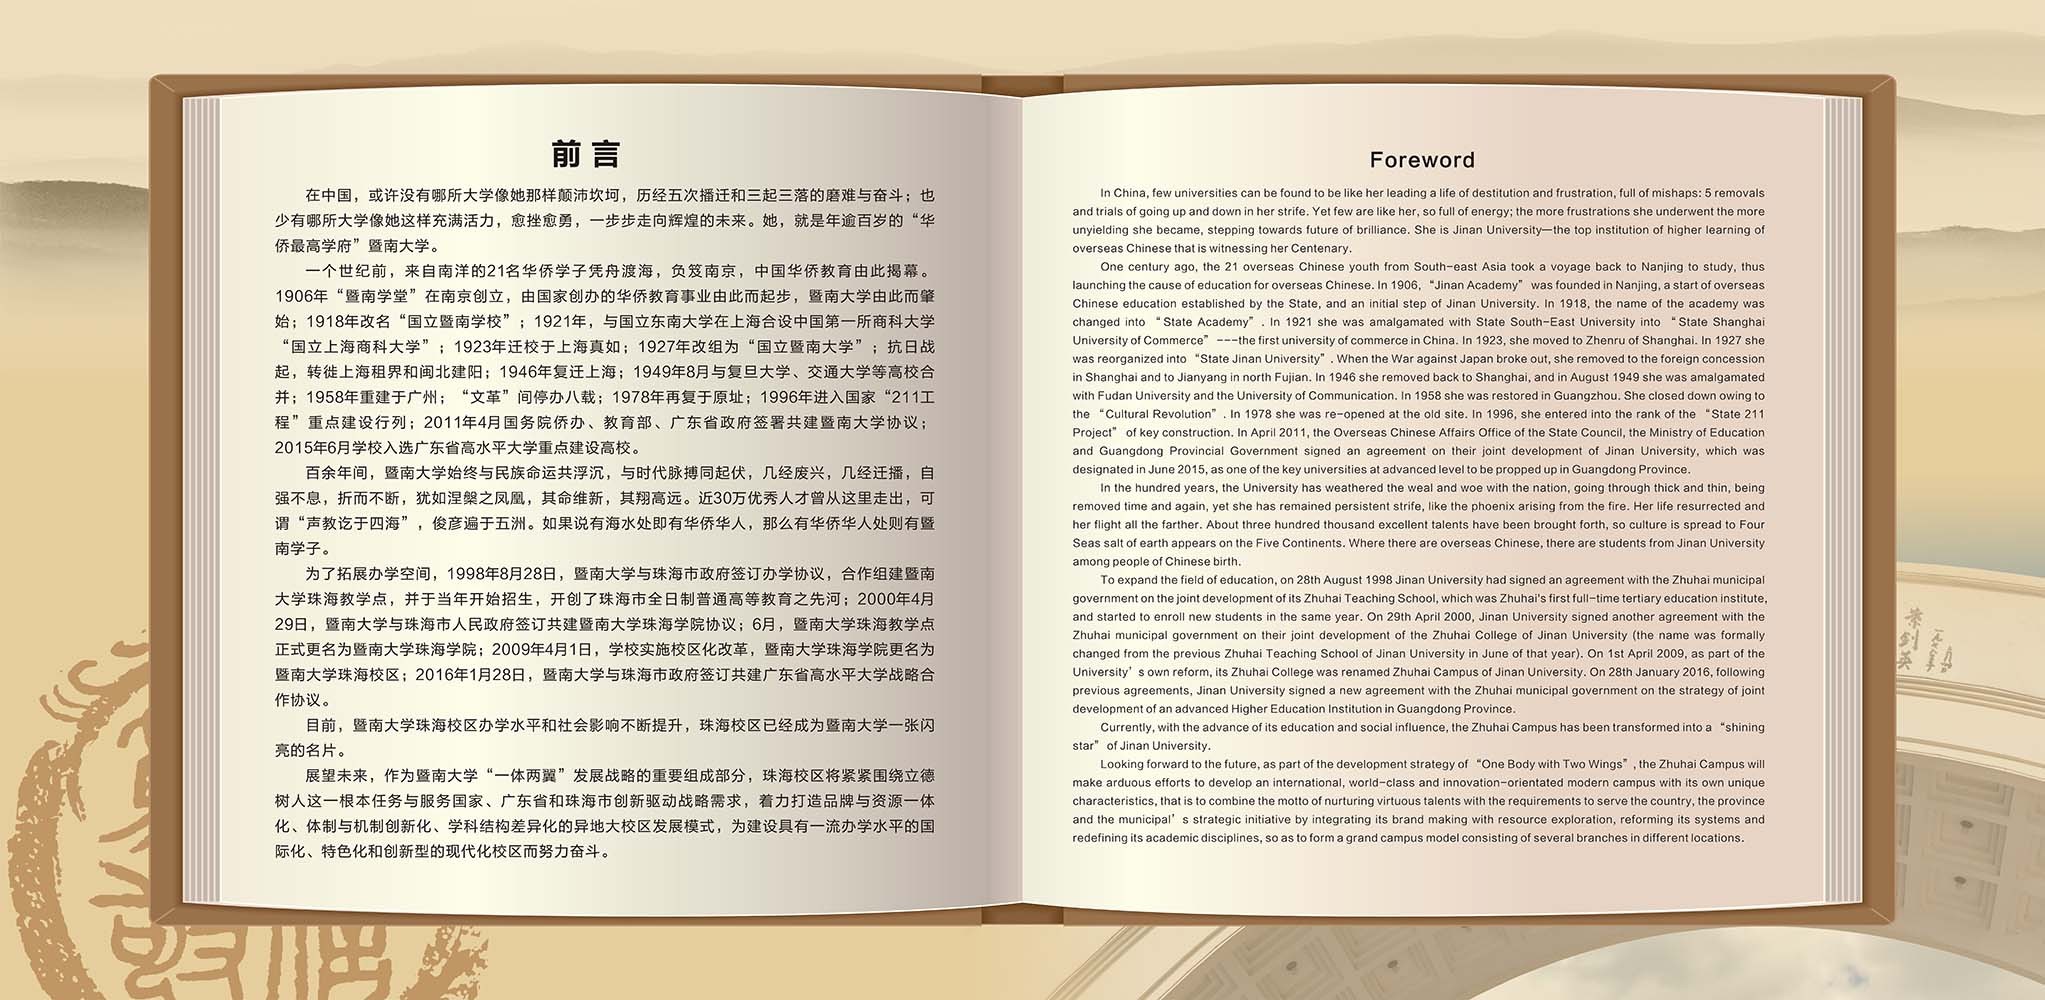 前言
在中国，或许没有哪所大学像她那样颠沛坎坷，历经五次播迁和三起三落的磨难与奋斗；也
少有哪所大学像她这样充满活力，愈挫愈勇，一步步走向辉煌的未来。她，就是年逾百岁的“华
侨最高学府”暨南大学。
一个世纪前，来自南洋的21名华侨学子凭舟渡海，负笈南京，中国华侨教育由此揭幕。
1906年“暨南学堂”在南京创立，由国家创办的华侨教育事业由此而起步，暨南大学由此而肇
始；1918年改名“国立暨南学校”；1921年，与国立东南大学在上海合设中国第一所商科大学
“国立上海商科大学”；1923年迁校于上海真如；1927年改组为“国立暨南大学”；抗日战
起，转徙上海租界和闽北建阳；1946年复迁上海；1949年8月与复旦大学、交通大学等高校合
并；1958年重建于广州；“文革”间停办八载；1978年再复于原址；1996年进入国家“211工
程”重点建设行列；2011年4月国务院侨办、教育部、广东省政府签署共建暨南大学协议；
2015年6月学校入选广东省高水平大学重点建设高校。
百余年间，暨南大学始终与民族命运共浮沉，与时代脉搏同起伏，几经废兴，几经迁播，自
强不息，折而不断，犹如涅槃之凤凰，其命维新，其翔高远。近30万优秀人才曾从这里走出，可
谓“声教讫于四海”，俊彦遍于五洲。如果说有海水处即有华侨华人，那么有华侨华人处则有暨
南学子。
为了拓展办学空间，1998年8月28日，暨南大学与珠海市政府签订办学协议，合作组建暨南
大学珠海教学点，并于当年开始招生，开创了珠海市全日制普通高等教育之先河；2000年4月
29日，暨南大学与珠海市人民政府签订共建暨南大学珠海学院协议；6月，暨南大学珠海教学点
正式更名为暨南大学珠海学院；2009年4月1日，学校实施校区化改革，暨南大学珠海学院更名为
暨南大学珠海校区；2016年1月28日，暨南大学与珠海市政府签订共建广东省高水平大学战略合
作协议。
目前，暨南大学珠海校区办学水平和社会影响不断提升，珠海校区已经成为暨南大学一张闪
亮的名片。
展望未来，作为暨南大学“一体两翼”发展战略的重要组成部分，珠海校区将紧紧围绕立德
树人这一根本任务与服务国家、广东省和珠海市创新驱动战略需求，着力打造品牌与资源一体
化、体制与机制创新化、学科结构差异化的异地大校区发展模式，为建设具有一流办学水平的国
际化、特色化和创新型的现代化校区而努力奋斗。
Foreword
In China, few universities can be found to be like her leading a life of destitution and frustration, full of mishaps: 5 removals
and trials of going up and down in her strife. Yet few are like her, so full of energy; the more frustrations she underwent the more
unyielding she became, stepping towards future of brilliance. She is Jinan University—the top institution of higher learning of
overseas Chinese that is witnessing her Centenary.
One century ago, the 21 overseas Chinese youth from South-east Asia took a voyage back to Nanjing to study, thus
launching the cause of education for overseas Chinese. In 1906, “Jinan Academy” was founded in Nanjing, a start of overseas
Chinese education established by the State, and an initial step of Jinan University. In 1918, the name of the academy was
changed into “State Academy”. In 1921 she was amalgamated with State South-East University into “State Shanghai
University of Commerce” ---the first university of commerce in China. In 1923, she moved to Zhenru of Shanghai. In 1927 she
was reorganized into “State Jinan University”. When the War against Japan broke out, she removed to the foreign concession
in Shanghai and to Jianyang in north Fujian. In 1946 she removed back to Shanghai, and in August 1949 she was amalgamated
with Fudan University and the University of Communication. In 1958 she was restored in Guangzhou. She closed down owing to
the “Cultural Revolution”. In 1978 she was re-opened at the old site. In 1996, she entered into the rank of the “State 211
Project” of key construction. In April 2011, the Overseas Chinese Affairs Office of the State Council, the Ministry of Education
and Guangdong Provincial Government signed an agreement on their joint development of Jinan University, which was
designated in June 2015, as one of the key universities at advanced level to be propped up in Guangdong Province.
In the hundred years, the University has weathered the weal and woe with the nation, going through thick and thin, being
removed time and again, yet she has remained persistent strife, like the phoenix arising from the fire. Her life resurrected and
her flight all the farther. About three hundred thousand excellent talents have been brought forth, so culture is spread to Four
Seas salt of earth appears on the Five Continents. Where there are overseas Chinese, there are students from Jinan University
among people of Chinese birth.
To expand the field of education, on 28th August 1998 Jinan University had signed an agreement with the Zhuhai municipal
government on the joint development of its Zhuhai Teaching School, which was Zhuhai's first full-time tertiary education institute,
and started to enroll new students in the same year. On 29th April 2000, Jinan University signed another agreement with the
Zhuhai municipal government on their joint development of the Zhuhai College of Jinan University (the name was formally
changed from the previous Zhuhai Teaching School of Jinan University in June of that year). On 1st April 2009, as part of the
University’s own reform, its Zhuhai College was renamed Zhuhai Campus of Jinan University. On 28th January 2016, following
previous agreements, Jinan University signed a new agreement with the Zhuhai municipal government on the strategy of joint
development of an advanced Higher Education Institution in Guangdong Province.
Currently, with the advance of its education and social influence, the Zhuhai Campus has been transformed into a “shining
star” of Jinan University.
Looking forward to the future, as part of the development strategy of “One Body with Two Wings”, the Zhuhai Campus will
make arduous efforts to develop an international, world-class and innovation-orientated modern campus with its own unique
characteristics, that is to combine the motto of nurturing virtuous talents with the requirements to serve the country, the province
and the municipal’s strategic initiative by integrating its brand making with resource exploration, reforming its systems and
redefining its academic disciplines, so as to form a grand campus model consisting of several branches in different locations.